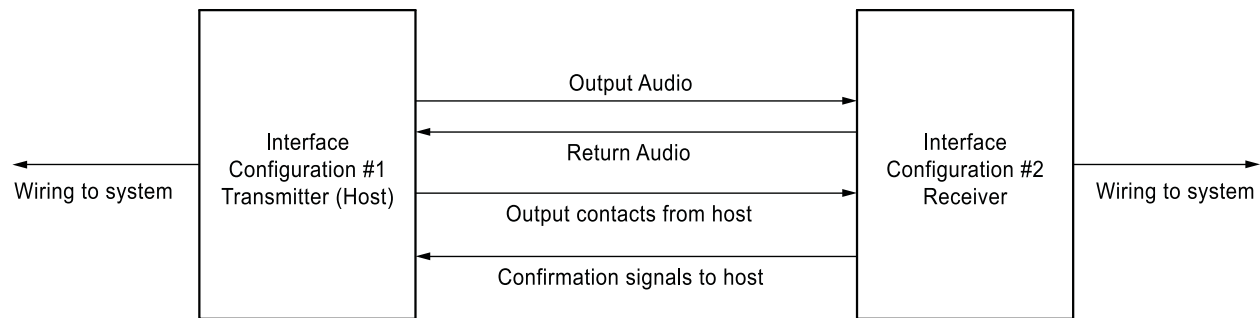 Output Audio
Interface
Configuration #1
Transmitter (Host)
Return Audio
Interface
Configuration #2
Receiver
Wiring to system
Wiring to system
Output contacts from host
Confirmation signals to host